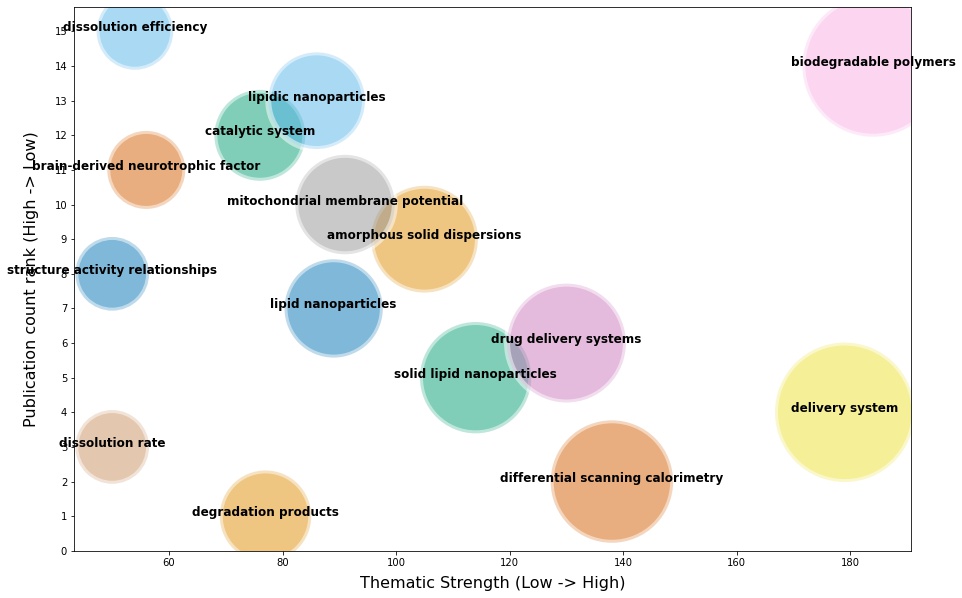 Publication count rank (High -> Low)
15
14
13
12
11
10
9
8
7
6
5
4
3
2
1
0
dissolution efficiency
biodegradable polymers
lipidic nanoparticles
catalytic system
brain-derived neurotrophic factor
mitochondrial membrane potential
amorphous solid dispersions
structure activity relationships
lipid nanoparticles
drug delivery systems
solid lipid nanoparticles
delivery system
dissolution rate
differential scanning calorimetry
degradation products
60 80 100 120 140 160 180
Thematic Strength (Low -> High)